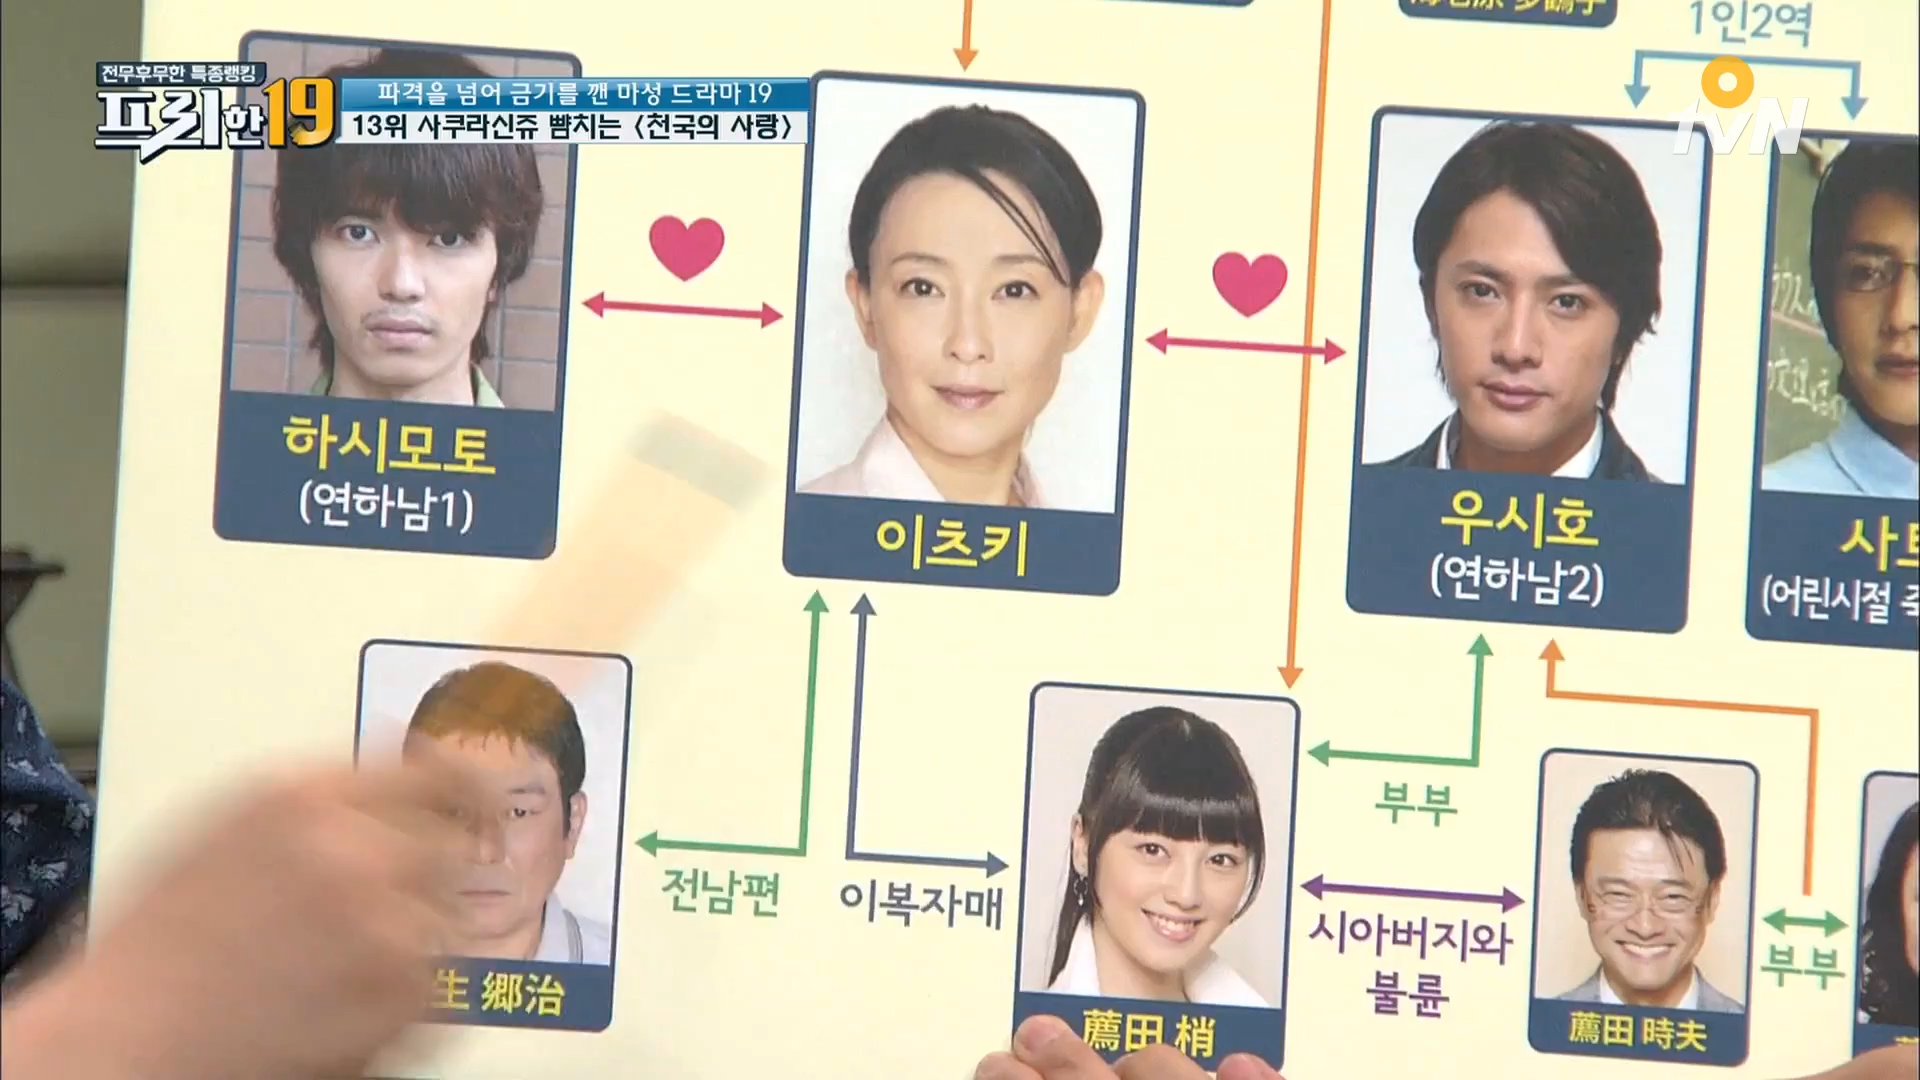 1인2역
전무후무한 특종랭킹
프리한19
파격을 넘어 금기를 깬 마성 드라마 19
13위 사쿠라신쥬 뺨치는 〈천국의 사랑〉
tvN
하시모토
(연하남1)
이츠키
우시호
(연하남2)
(어린시절
부부
전남편
이복자매
시아버지와
불륜
부부
生 郷治
薦田 梢
薦田 時夫